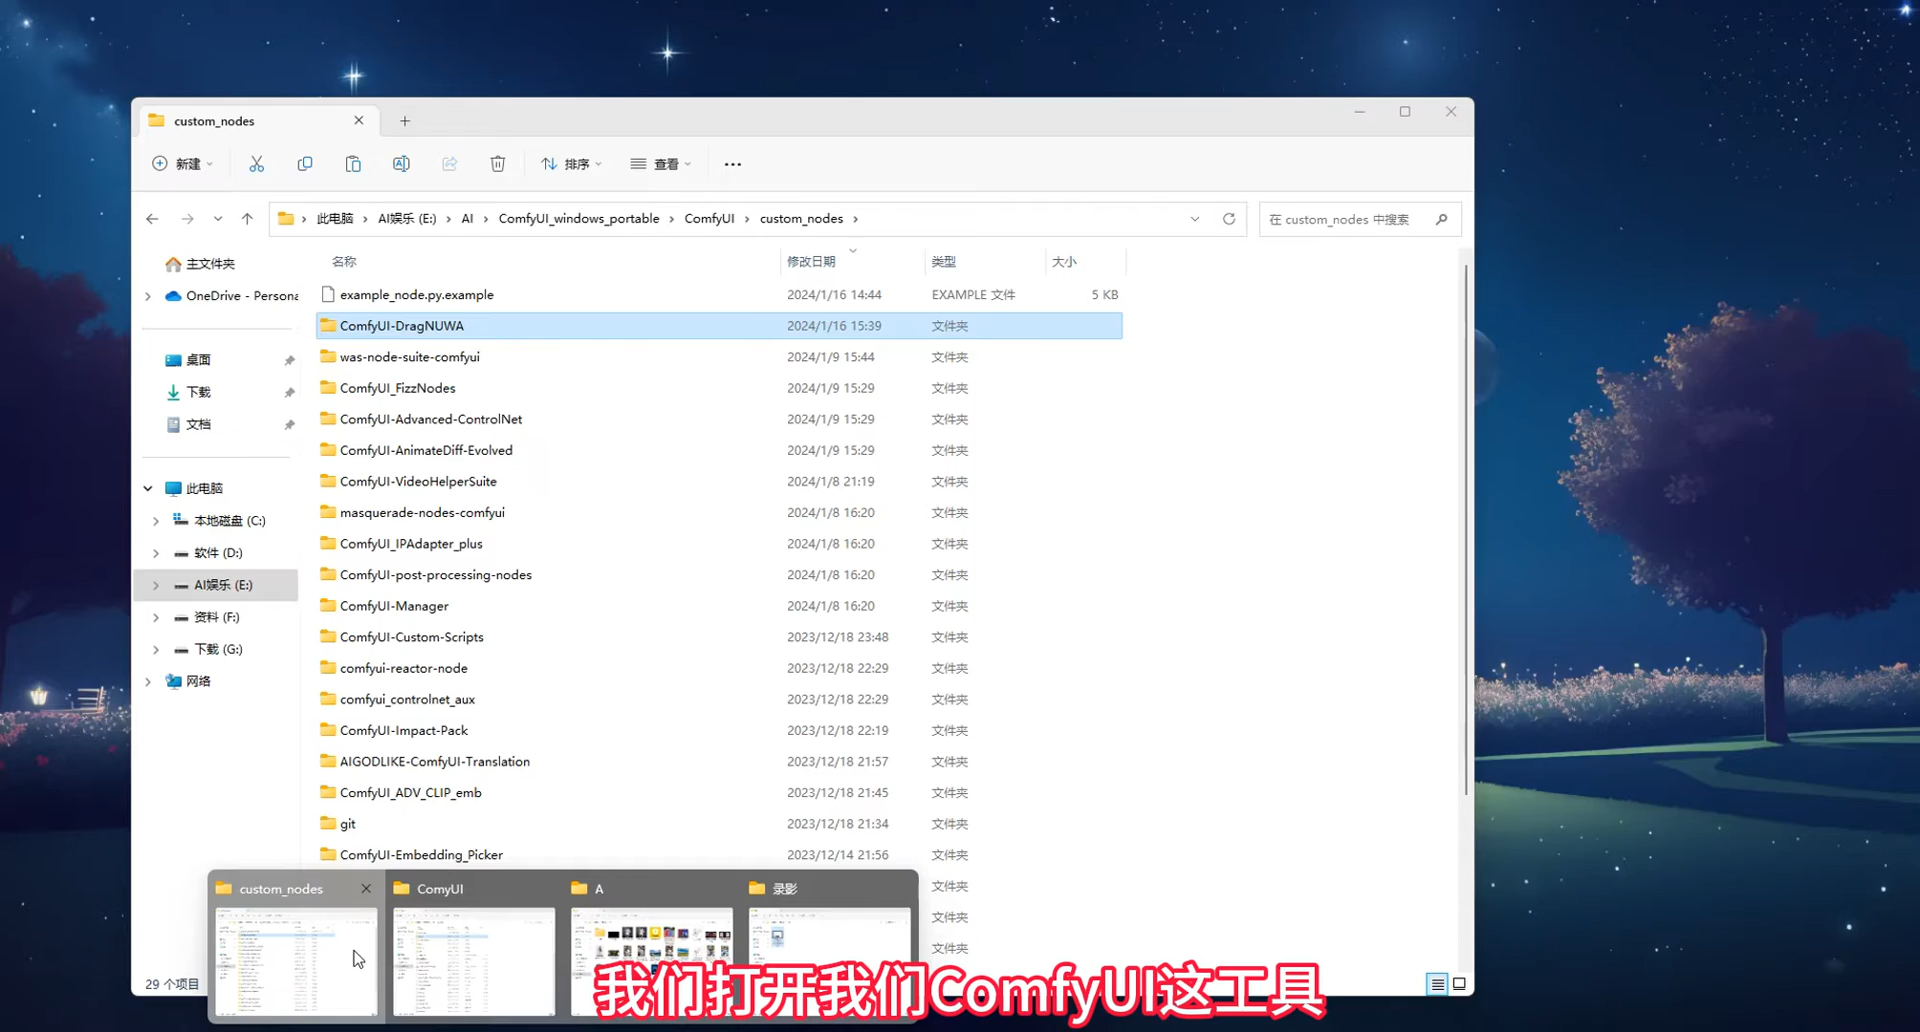 custom_nodes
新建
排序
查看
此电脑
AI娱乐 (E:)
AI
ComfyUI_windows_portable
ComfyUI
custom_nodes
在 custom_nodes 中搜索
名称
修改日期
类型
大小
主文件夹
OneDrive - Persona
桌面
下载
文档
此电脑
本地磁盘 (C:)
软件 (D:)
AI娱乐 (E:)
资料 (F:)
下载 (G:)
网络
example_node.py.example 2024/1/16 14:44 EXAMPLE 文件 5 KB
ComfyUI-DragNUWA 2024/1/16 15:39 文件夹
was-node-suite-comfyui 2024/1/9 15:44 文件夹
ComfyUI_FizzNodes 2024/1/9 15:29 文件夹
ComfyUI-Advanced-ControlNet 2024/1/9 15:29 文件夹
ComfyUI-AnimateDiff-Evolved 2024/1/9 15:29 文件夹
ComfyUI-VideoHelperSuite 2024/1/8 21:19 文件夹
masquerade-nodes-comfyui 2024/1/8 16:20 文件夹
ComfyUI_IPAdapter_plus 2024/1/8 16:20 文件夹
ComfyUI-post-processing-nodes 2024/1/8 16:20 文件夹
ComfyUI-Manager 2024/1/8 16:20 文件夹
ComfyUI-Custom-Scripts 2023/12/18 23:48 文件夹
comfyui-reactor-node 2023/12/18 22:29 文件夹
comfyui_controlnet_aux 2023/12/18 22:29 文件夹
ComfyUI-Impact-Pack 2023/12/18 22:19 文件夹
AIGODLIKE-ComfyUI-Translation 2023/12/18 21:57 文件夹
ComfyUI_ADV_CLIP_emb 2023/12/18 21:45 文件夹
git 2023/12/18 21:34 文件夹
ComfyUI-Embedding_Picker 2023/12/14 21:56 文件夹
文件夹
文件夹
文件夹
custom_nodes
ComyUI
A
录影
29 个项目
我们打开我们ComfyUI这工具